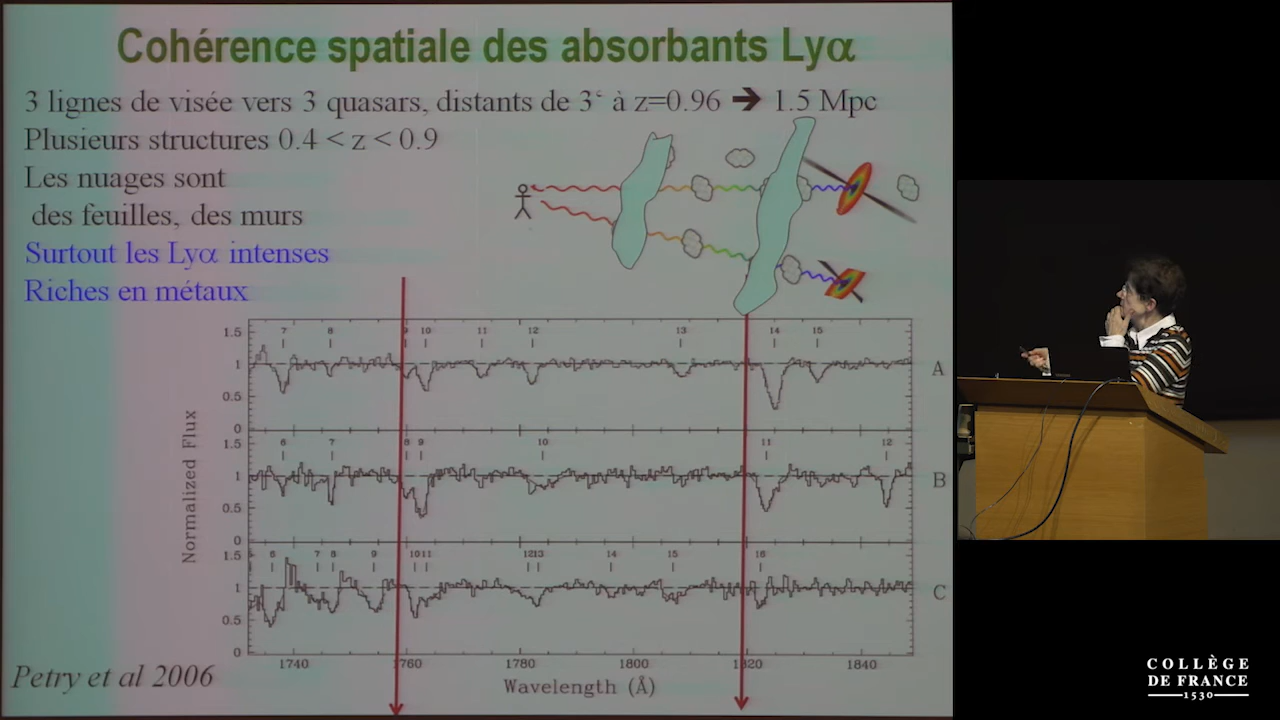 Cohérence spatiale des absorbants Lyα
3 lignes de visée vers 3 quasars, distants de 3‘ à z=0.96 ➔ 1.5 Mpc
Plusieurs structures 0.4 < z < 0.9
Les nuages sont
des feuilles, des murs
Surtout les Lyα intenses
Riches en métaux
7 8 9 10 11 12 13 14 15
1.5
1
0.5
0
A
6 7 8 9 10 11 12
1.5
1
0.5
0
B
6 7 8 9 10 11 12 13 14 15 16
1.5
1
0.5
0
C
Normalized Flux
1740 1760 1780 1800 1820 1840
Wavelength (Å)
Petry et al 2006
COLLÈGE
DE FRANCE
1530